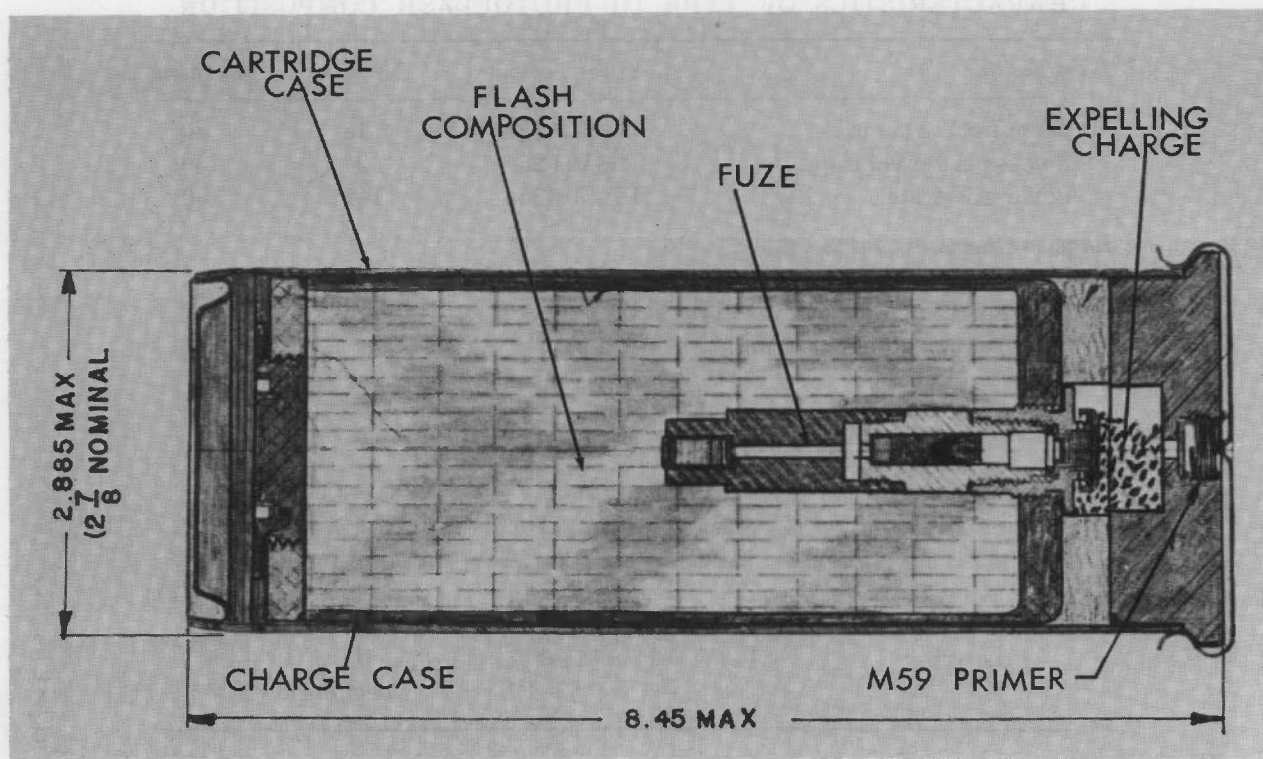 CARTRIDGE
CASE
FLASH
COMPOSITION
FUZE
EXPELLING
CHARGE
2.885 MAX
(2 7/8 NOMINAL
CHARGE CASE
M59 PRIMER
8.45 MAX